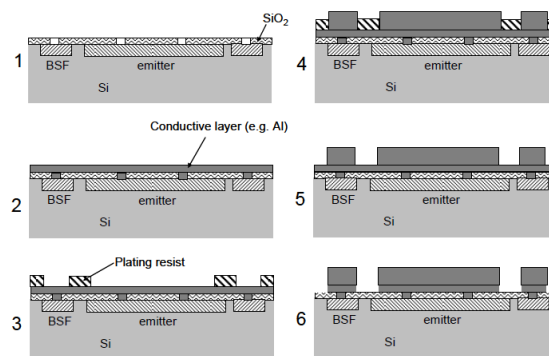 SiO2
1
BSF
emitter
Si
4
BSF
emitter
Si
Conductive layer (e.g. Al)
2
BSF
emitter
Si
5
BSF
emitter
Si
Plating resist
3
BSF
emitter
Si
6
BSF
emitter
Si